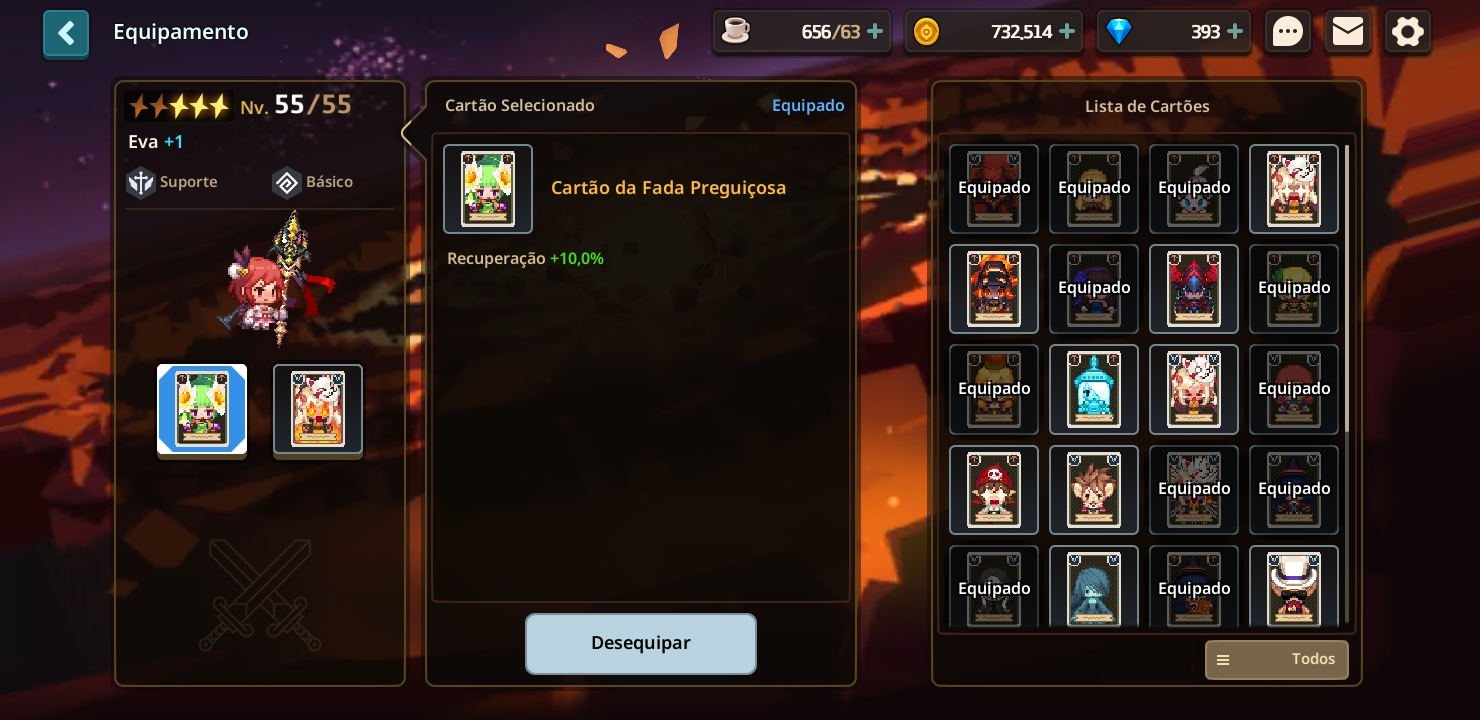 Equipamento
656/63
732,514
393
Nv. 55/55
Eva +1
Suporte
Básico
Cartão Selecionado
Equipado
Cartão da Fada Preguiçosa
Recuperação +10,0%
Desequipar
Lista de Cartões
Equipado Equipado Equipado
Equipado Equipado
Equipado Equipado
Equipado Equipado
Equipado Equipado
Todos